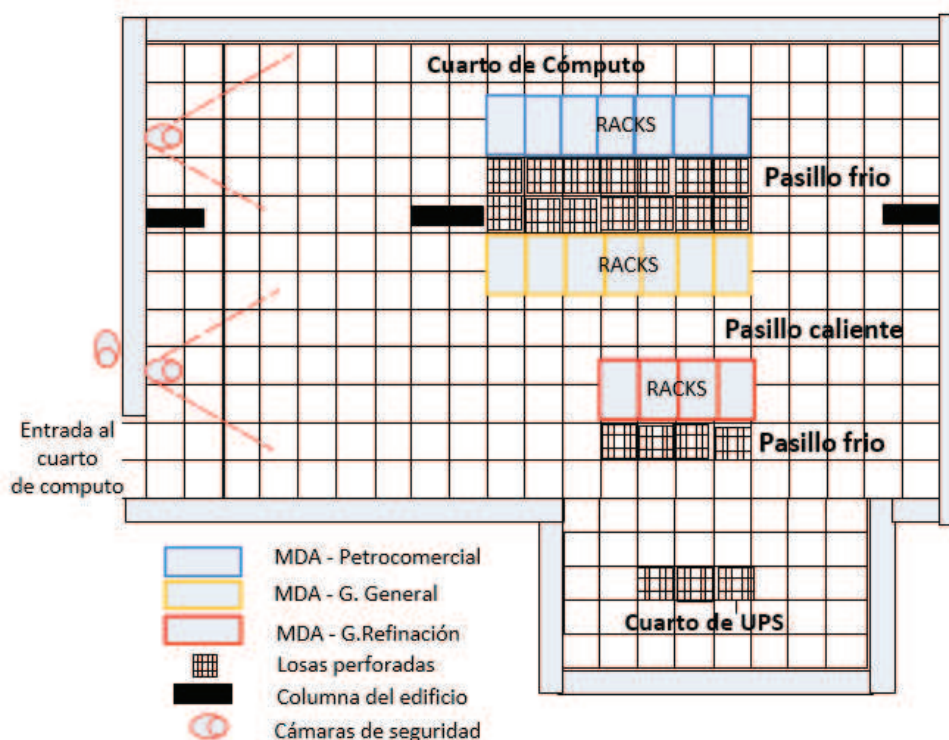 Cuarto de Cómputo
RACKS
Pasillo frio
RACKS
Pasillo caliente
RACKS
Pasillo frio
Entrada al
cuarto
de computo
Cuarto de UPS
MDA - Petrocomercial
MDA - G. General
MDA - G.Refinación
Losas perforadas
Columna del edificio
Cámaras de seguridad